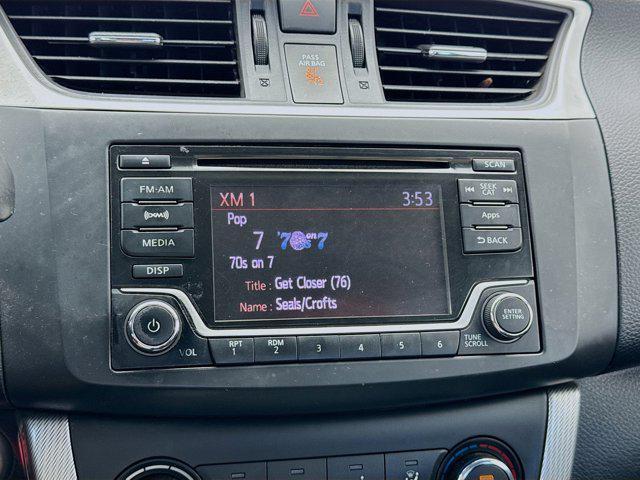 PASS
AIR BAG
XM 1 3:53
Pop
7 '70s on 7
70s on 7
Title : Get Closer (76)
Name : Seals/Crofts
FM·AM
(XM)
MEDIA
DISP
SCAN
SEEK
CAT
Apps
BACK
ENTER
SETTING
TUNE
SCROLL
VOL
RPT
1
RDM
2
3
4
5
6